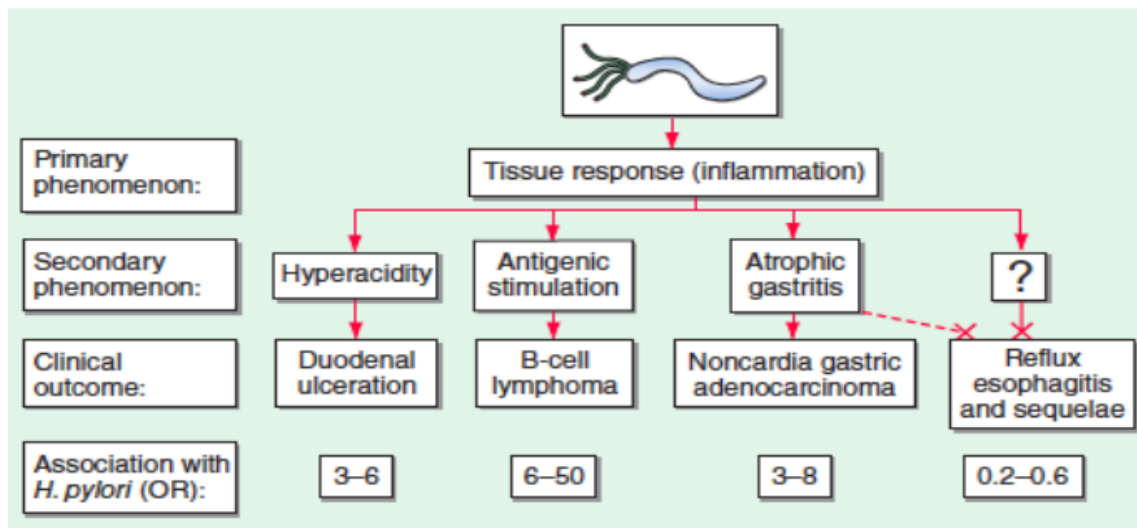 Primary
phenomenon:
Tissue response (inflammation)
Secondary
phenomenon:
Hyperacidity
Antigenic
stimulation
Atrophic
gastritis
?
Clinical
outcome:
Duodenal
ulceration
B-cell
lymphoma
Noncardia gastric
adenocarcinoma
Reflux
esophagitis
and sequelae
Association with
H. pylori (OR):
3–6
6–50
3–8
0.2–0.6